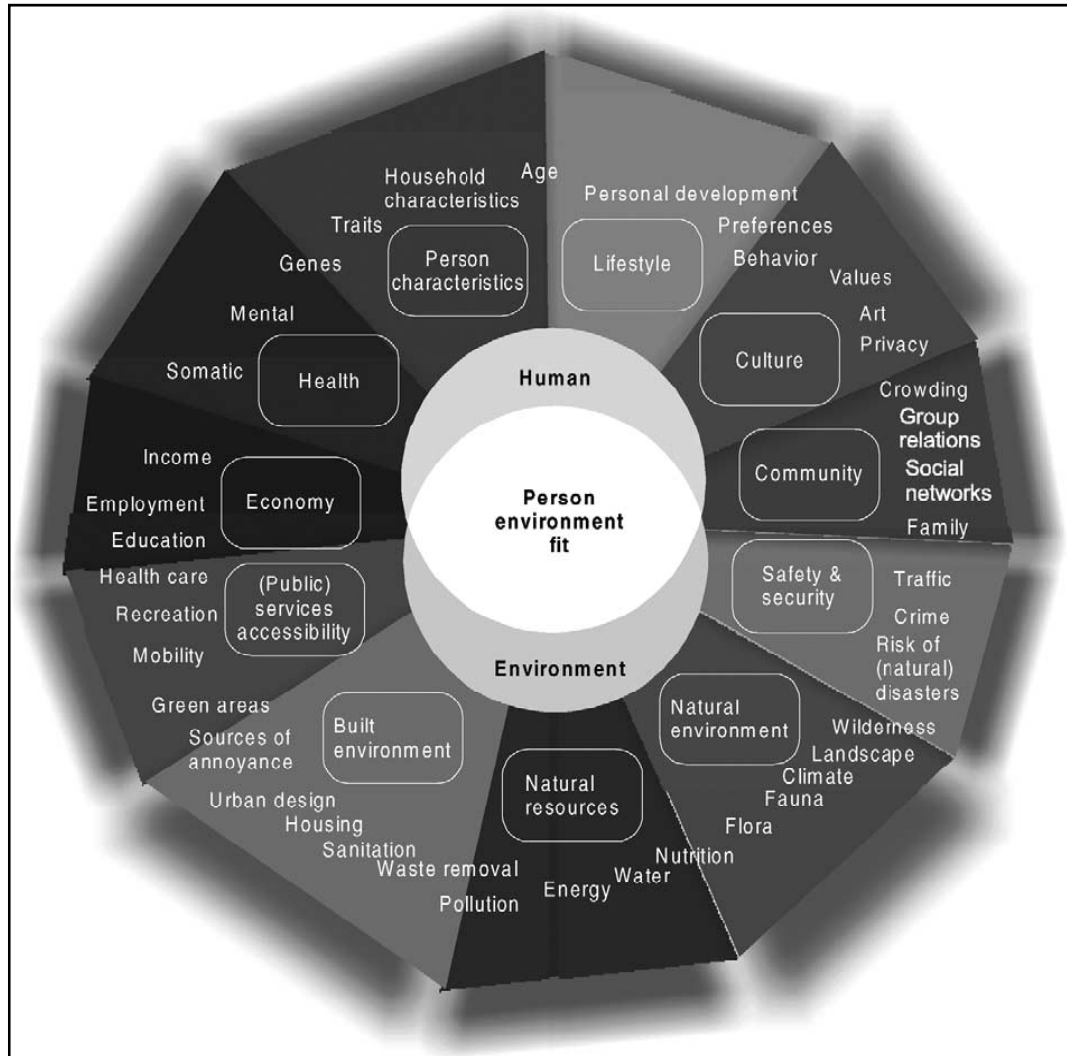 Age
Household
characteristics
Traits
Genes
Person
characteristics
Personal development
Preferences
Behavior
Lifestyle
Values
Art
Privacy
Culture
Mental
Somatic
Health
Human
Crowding
Group
relations
Social
networks
Family
Community
Income
Employment
Education
Economy
Person
environment
fit
Health care
Recreation
Mobility
(Public)
services
accessibility
Safety &
security
Traffic
Crime
Risk of
(natural)
disasters
Environment
Green areas
Sources of
annoyance
Urban design
Housing
Sanitation
Waste removal
Pollution
Built
environment
Natural
resources
Energy
Water
Nutrition
Natural
environment
Wilderness
Landscape
Climate
Fauna
Flora